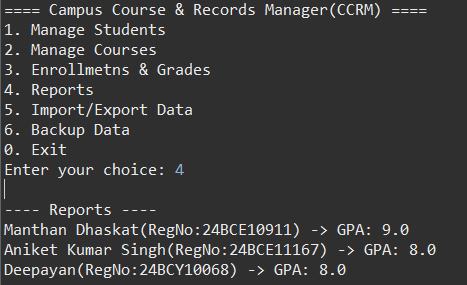 ==== Campus Course & Records Manager(CCRM) ====
1. Manage Students
2. Manage Courses
3. Enrollmetns & Grades
4. Reports
5. Import/Export Data
6. Backup Data
0. Exit
Enter your choice: 4
---- Reports ----
Manthan Dhaskat(RegNo:24BCE10911) -> GPA: 9.0
Aniket Kumar Singh(RegNo:24BCE11167) -> GPA: 8.0
Deepayan(RegNo:24BCY10068) -> GPA: 8.0